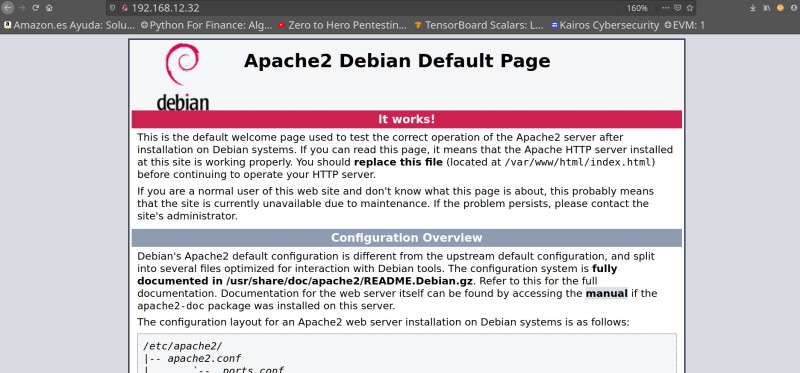 192.168.12.32
160%
Amazon.es Ayuda: Solu... Python For Finance: Alg... Zero to Hero Pentestin... TensorBoard Scalars: L... Kairos Cybersecurity EVM: 1
debian
Apache2 Debian Default Page
It works!
This is the default welcome page used to test the correct operation of the Apache2 server after
installation on Debian systems. If you can read this page, it means that the Apache HTTP server installed
at this site is working properly. You should replace this file (located at /var/www/html/index.html)
before continuing to operate your HTTP server.
If you are a normal user of this web site and don't know what this page is about, this probably means
that the site is currently unavailable due to maintenance. If the problem persists, please contact the
site's administrator.
Configuration Overview
Debian's Apache2 default configuration is different from the upstream default configuration, and split
into several files optimized for interaction with Debian tools. The configuration system is fully
documented in /usr/share/doc/apache2/README.Debian.gz. Refer to this for the full
documentation. Documentation for the web server itself can be found by accessing the manual if the
apache2-doc package was installed on this server.
The configuration layout for an Apache2 web server installation on Debian systems is as follows:
/etc/apache2/
|-- apache2.conf
| `-- ports.conf